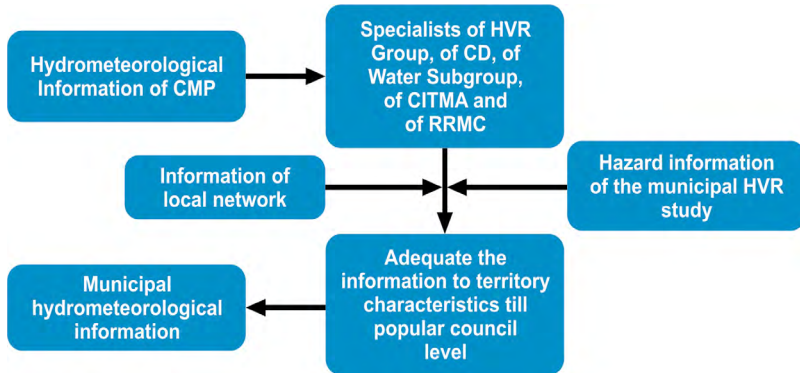 Hydrometeorological
Information of CMP
Specialists of HVR
Group, of CD, of
Water Subgroup,
of CITMA and
of RRMC
Information of
local network
Hazard information
of the municipal HVR
study
Adequate the
information to territory
characteristics till
popular council
level
Municipal
hydrometeorological
information